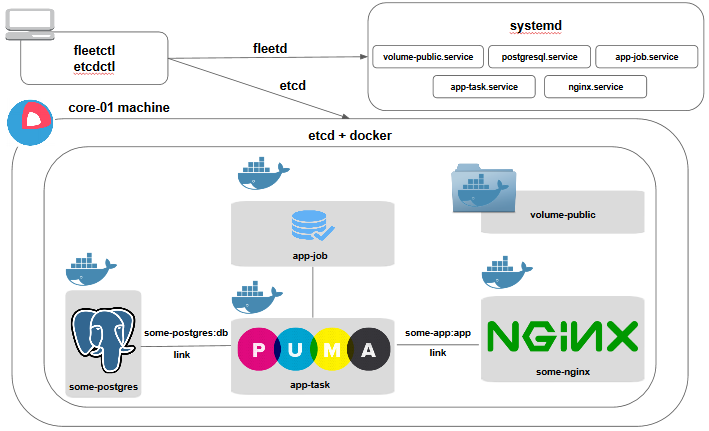 systemd
fleetctl
etcdctl
fleetd
volume-public.service
postgresql.service
app-job.service
etcd
app-task.service
nginx.service
core-01 machine
etcd + docker
volume-public
app-job
some-postgres:db
link
PUMA
some-app:app
link
NGiNX
some-postgres
app-task
some-nginx